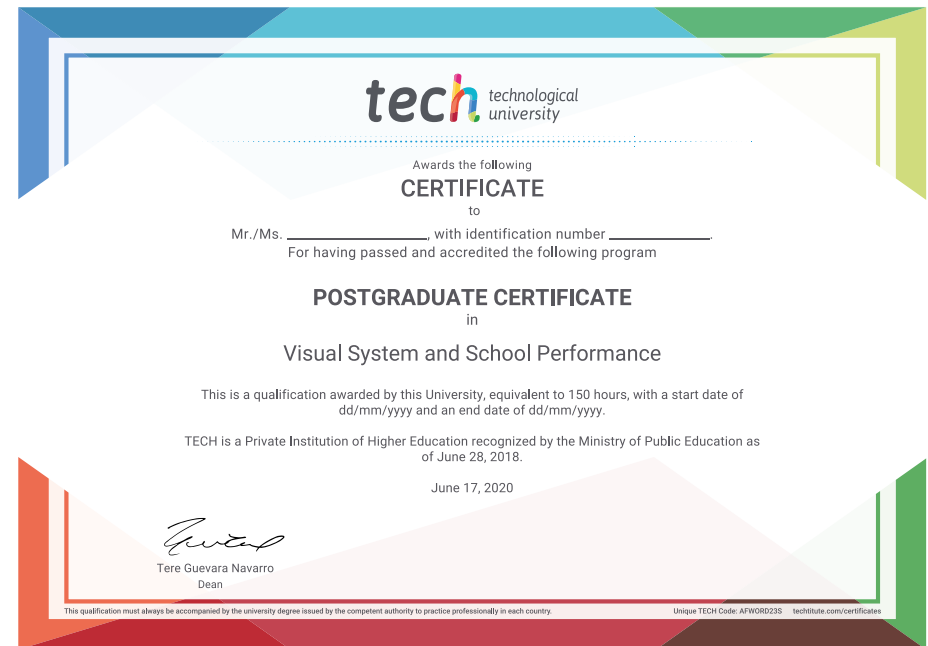 tech technological
university
Awards the following
CERTIFICATE
to
Mr./Ms. ____________________, with identification number ______________.
For having passed and accredited the following program
POSTGRADUATE CERTIFICATE
in
Visual System and School Performance
This is a qualification awarded by this University, equivalent to 150 hours, with a start date of
dd/mm/yyyy and an end date of dd/mm/yyyy.
TECH is a Private Institution of Higher Education recognized by the Ministry of Public Education as
of June 28, 2018.
June 17, 2020
Tere Guevara Navarro
Dean
This qualification must always be accompanied by the university degree issued by the competent authority to practice professionally in each country.
Unique TECH Code: AFWORD23S techtitute.com/certificates